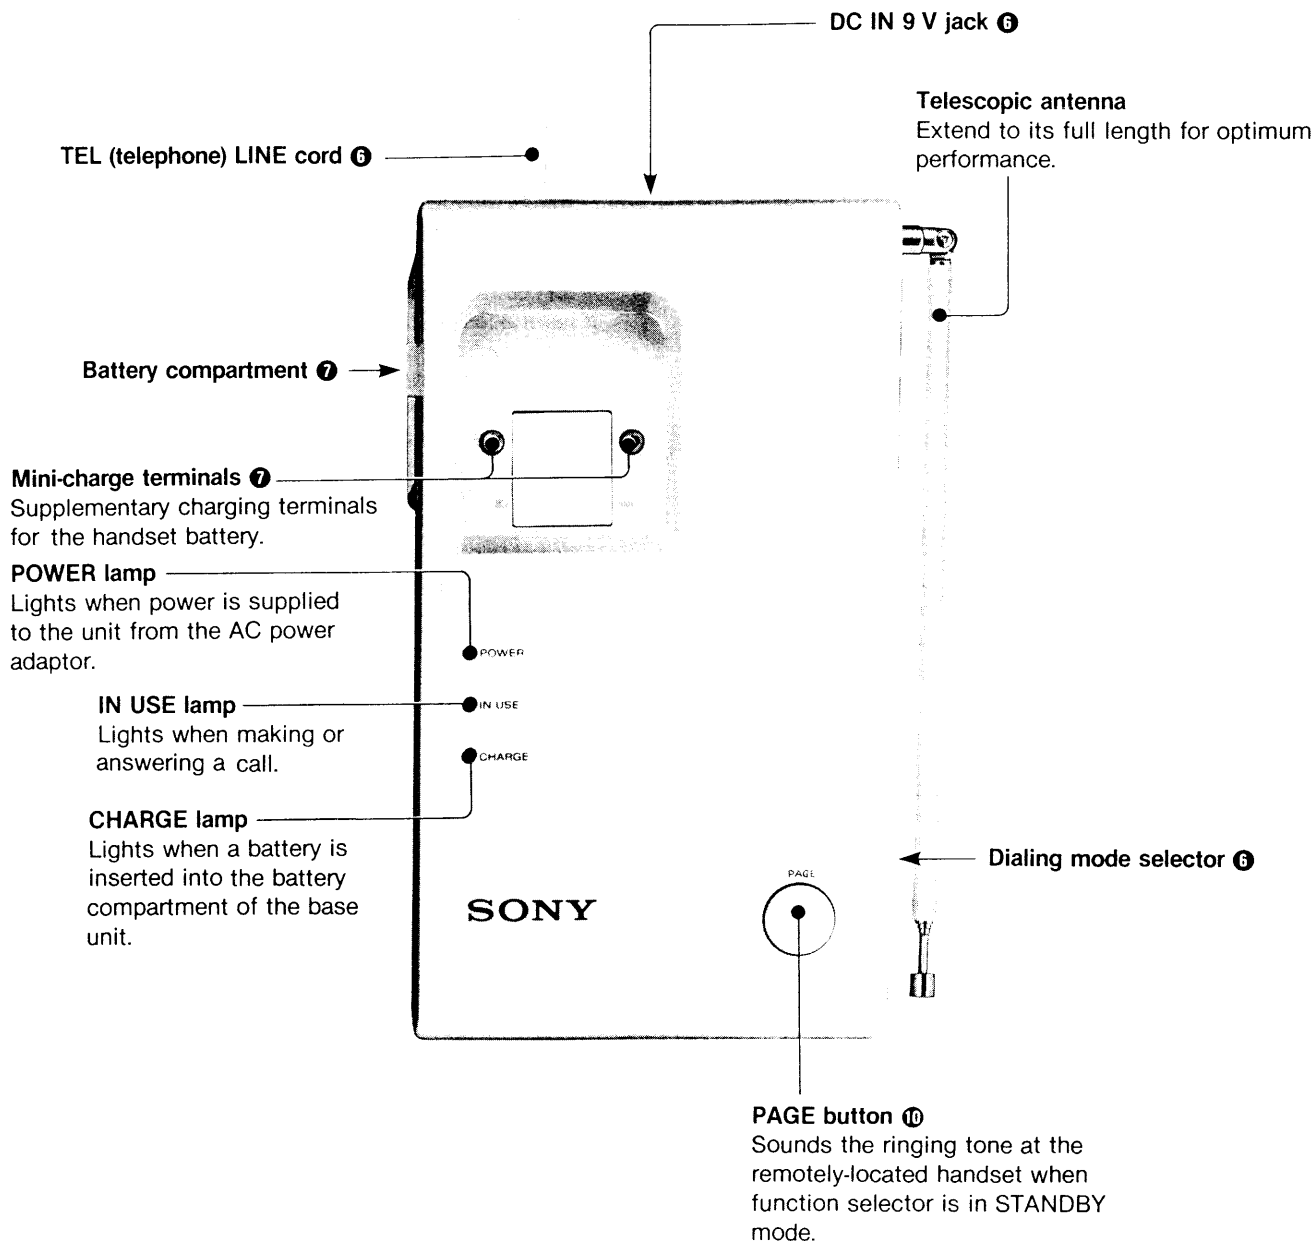 DC IN 9 V jack ❻
Telescopic antenna
Extend to its full length for optimum
performance.
TEL (telephone) LINE cord ❻
Battery compartment ❼
Mini-charge terminals ❼
Supplementary charging terminals
for the handset battery.
POWER lamp
Lights when power is supplied
to the unit from the AC power
adaptor.
POWER
IN USE lamp
Lights when making or
answering a call.
IN USE
CHARGE
CHARGE lamp
Lights when a battery is
inserted into the battery
compartment of the base
unit.
Dialing mode selector ❻
PAGE
SONY
PAGE button ❿
Sounds the ringing tone at the
remotely-located handset when
function selector is in STANDBY
mode.